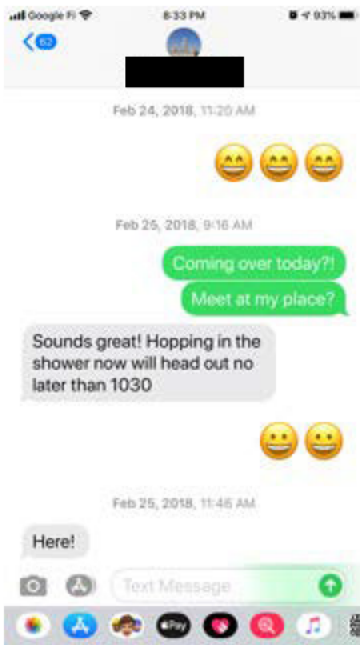 Google Fi 8:33 PM 93%
62
Feb 24, 2018, 11:20 AM
Feb 25, 2018, 9:16 AM
Coming over today?!
Meet at my place?
Sounds great! Hopping in the
shower now will head out no
later than 1030
Feb 25, 2018, 11:46 AM
Here!
Text Message
Pay